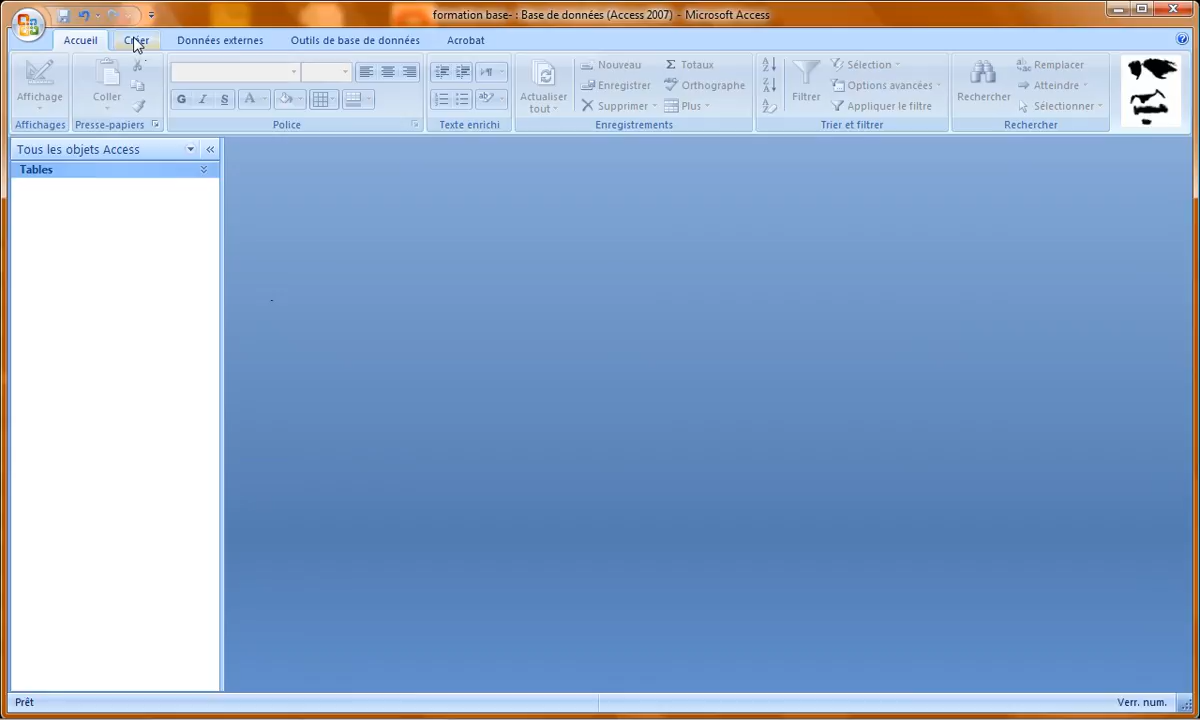 formation base- : Base de données (Access 2007) - Microsoft Access
Accueil Créer Données externes Outils de base de données Acrobat
Affichage
Coller
G I S A
ab
Actualiser tout
Nouveau
Enregistrer
Supprimer
Σ Totaux
Orthographe
Plus
Filtrer
Sélection
Options avancées
Appliquer le filtre
Rechercher
Remplacer
Atteindre
Sélectionner
Affichages Presse-papiers Police Texte enrichi Enregistrements Trier et filtrer Rechercher
Tous les objets Access
Tables
Prêt
Verr. num.